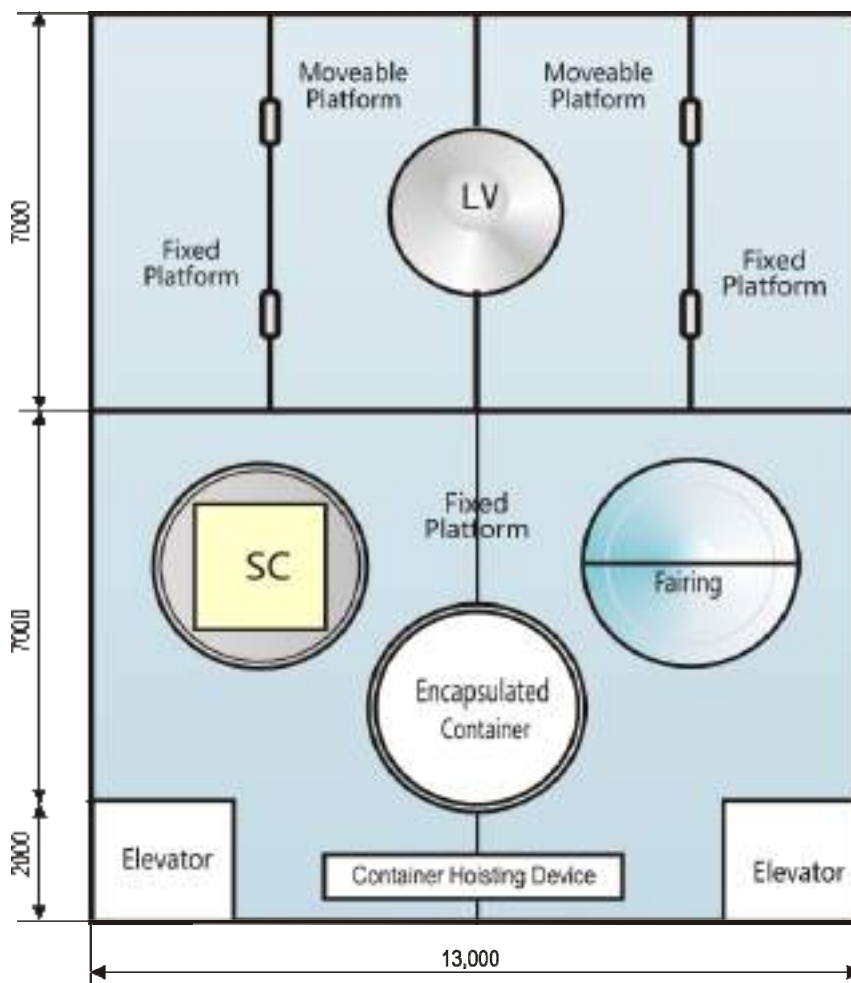 Moveable
Platform
Moveable
Platform
LV
7000
Fixed
Platform
Fixed
Platform
Fixed
Platform
SC
Fairing
7000
Encapsulated
Container
2000
Elevator
Container Hoisting Device
Elevator
13,000